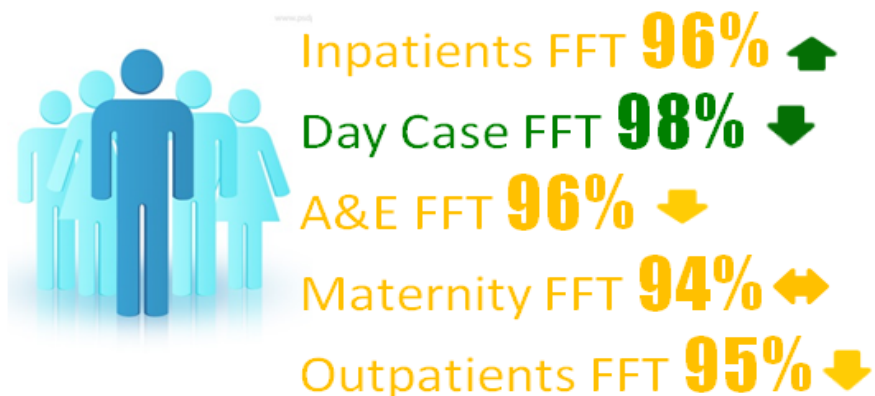 Inpatients FFT 96%
Day Case FFT 98%
A&E FFT 96%
Maternity FFT 94%
Outpatients FFT 95%